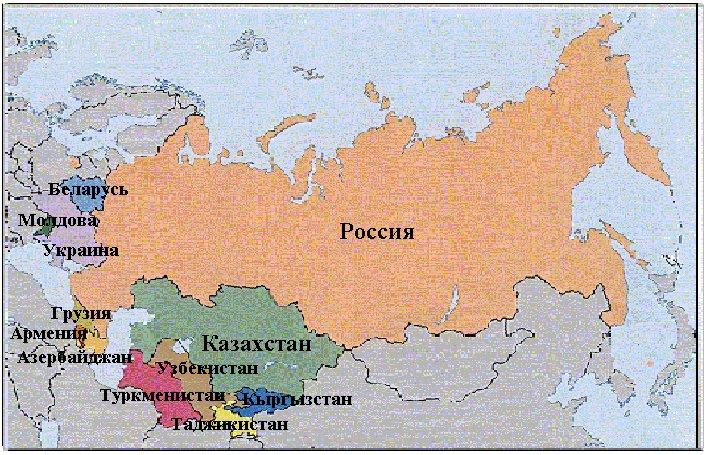 Беларусь
Молдова
Россия
Украина
Грузия
Армения
Казахстан
Азербайджан
Узбекистан
Туркменистан
Кыргызстан
Таджикистан